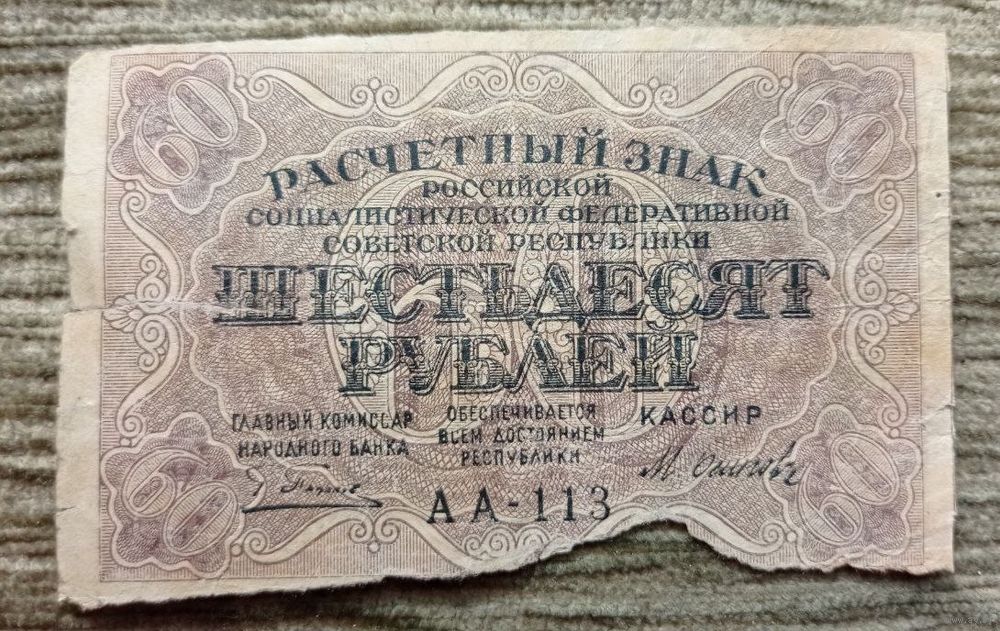 60 60
РАСЧЕТНЫЙ ЗНАК
РОССИЙСКОЙ
СОЦИАЛИСТИЧЕСКОЙ ФЕДЕРАТИВНОЙ
СОВЕТСКОЙ РЕСПУБЛИКИ
ШЕСТЬДЕСЯТ
РУБЛЕЙ
ГЛАВНЫЙ КОМИССАР
НАРОДНОГО БАНКА
ОБЕСПЕЧИВАЕТСЯ
ВСЕМ ДОСТОЯНИЕМ
РЕСПУБЛИКИ
КАССИР
АА-113
60 60